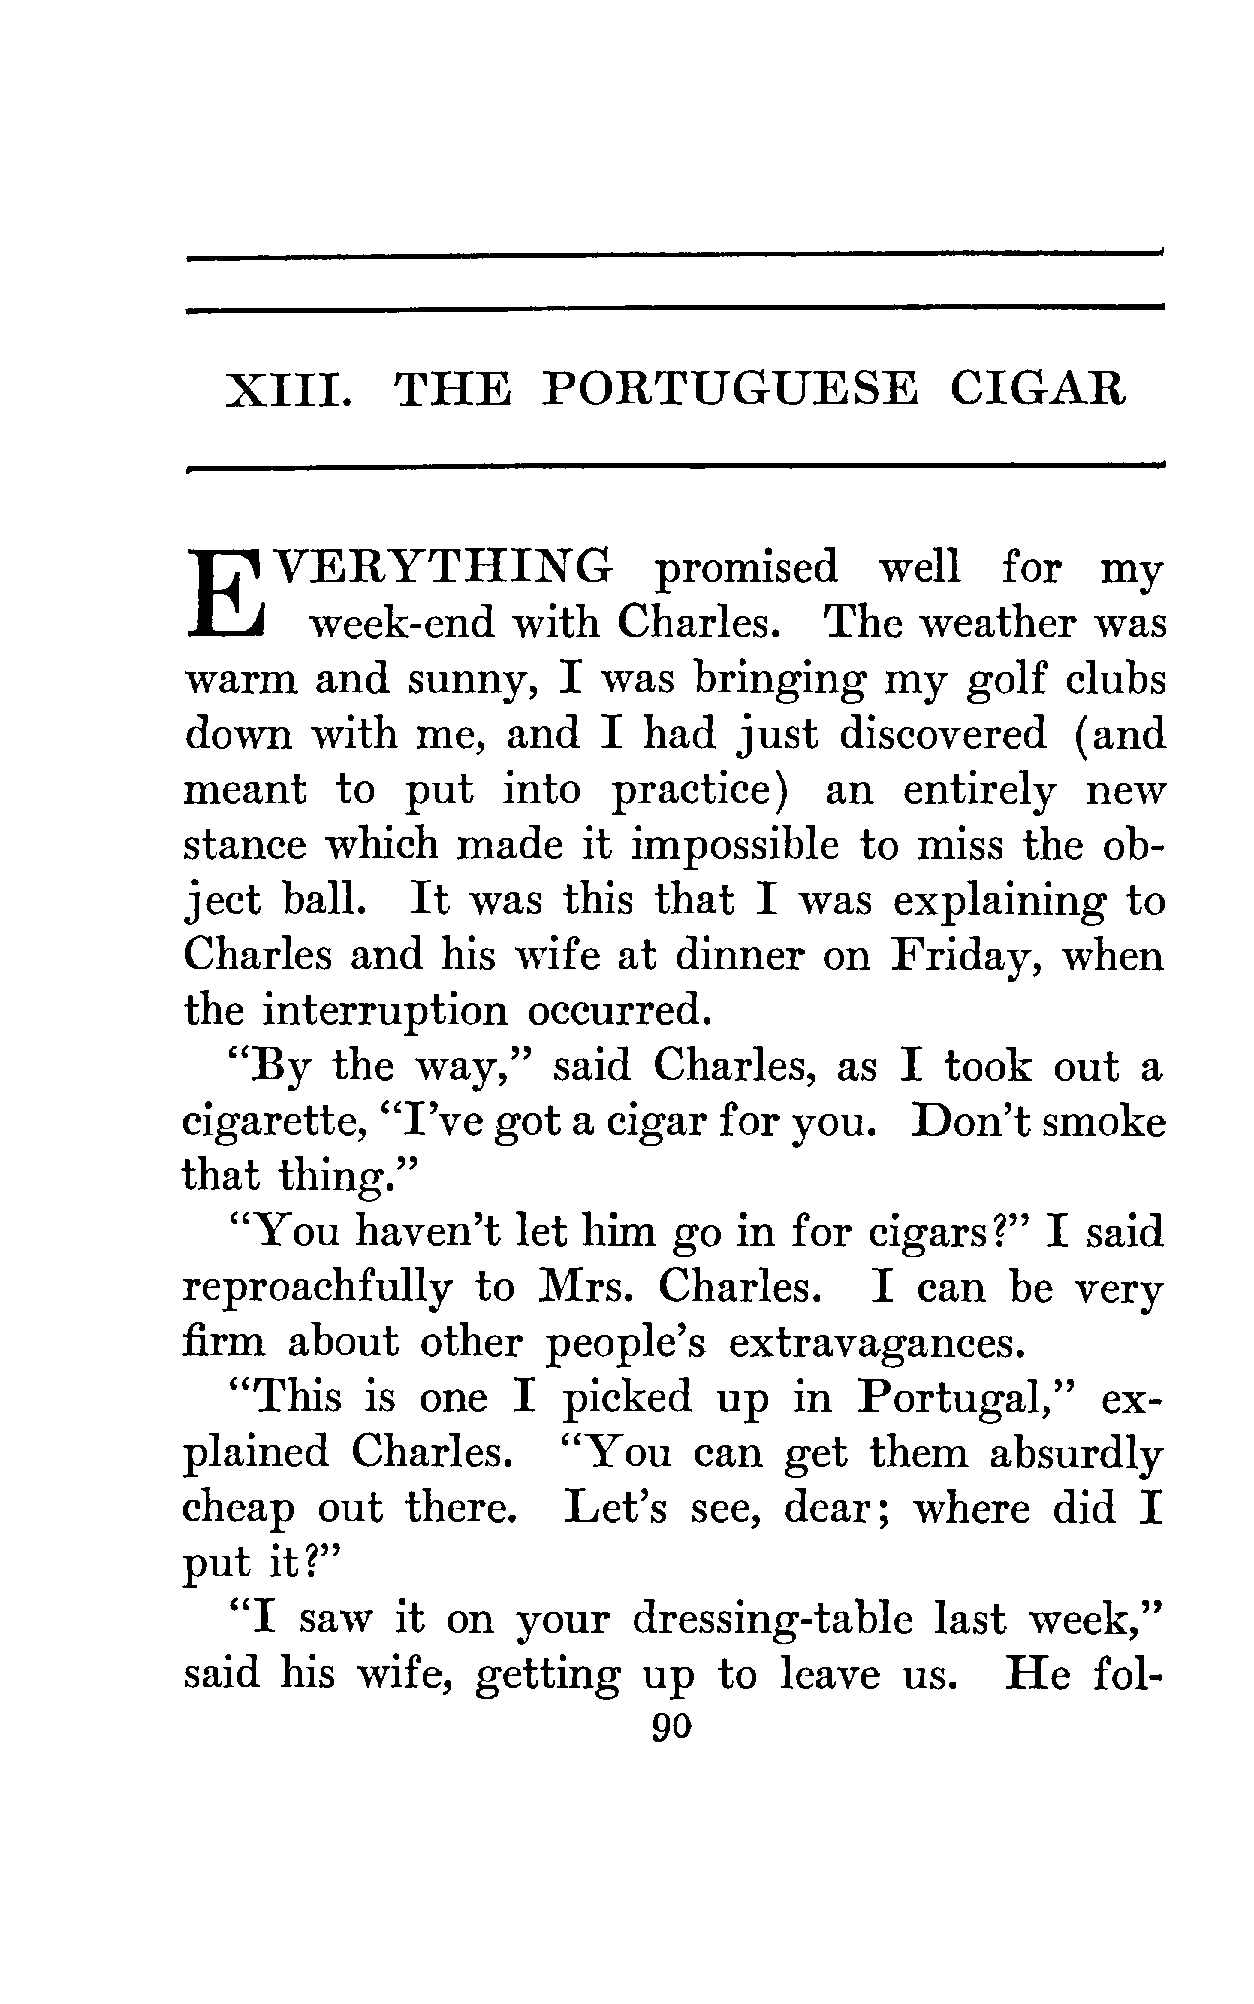 XIII. THE PORTUGUESE CIGAR
EVERYTHING promised well for my
week-end with Charles. The weather was
warm and sunny, I was bringing my golf clubs
down with me, and I had just discovered (and
meant to put into practice) an entirely new
stance which made it impossible to miss the ob-
ject ball. It was this that I was explaining to
Charles and his wife at dinner on Friday, when
the interruption occurred.
“By the way,” said Charles, as I took out a
cigarette, “I've got a cigar for you. Don't smoke
that thing.”
“You haven't let him go in for cigars?” I said
reproachfully to Mrs. Charles. I can be very
firm about other people's extravagances.
“This is one I picked up in Portugal,” ex-
plained Charles. “You can get them absurdly
cheap out there. Let's see, dear; where did I
put it?”
“I saw it on your dressing-table last week,”
said his wife, getting up to leave us. He fol-
90